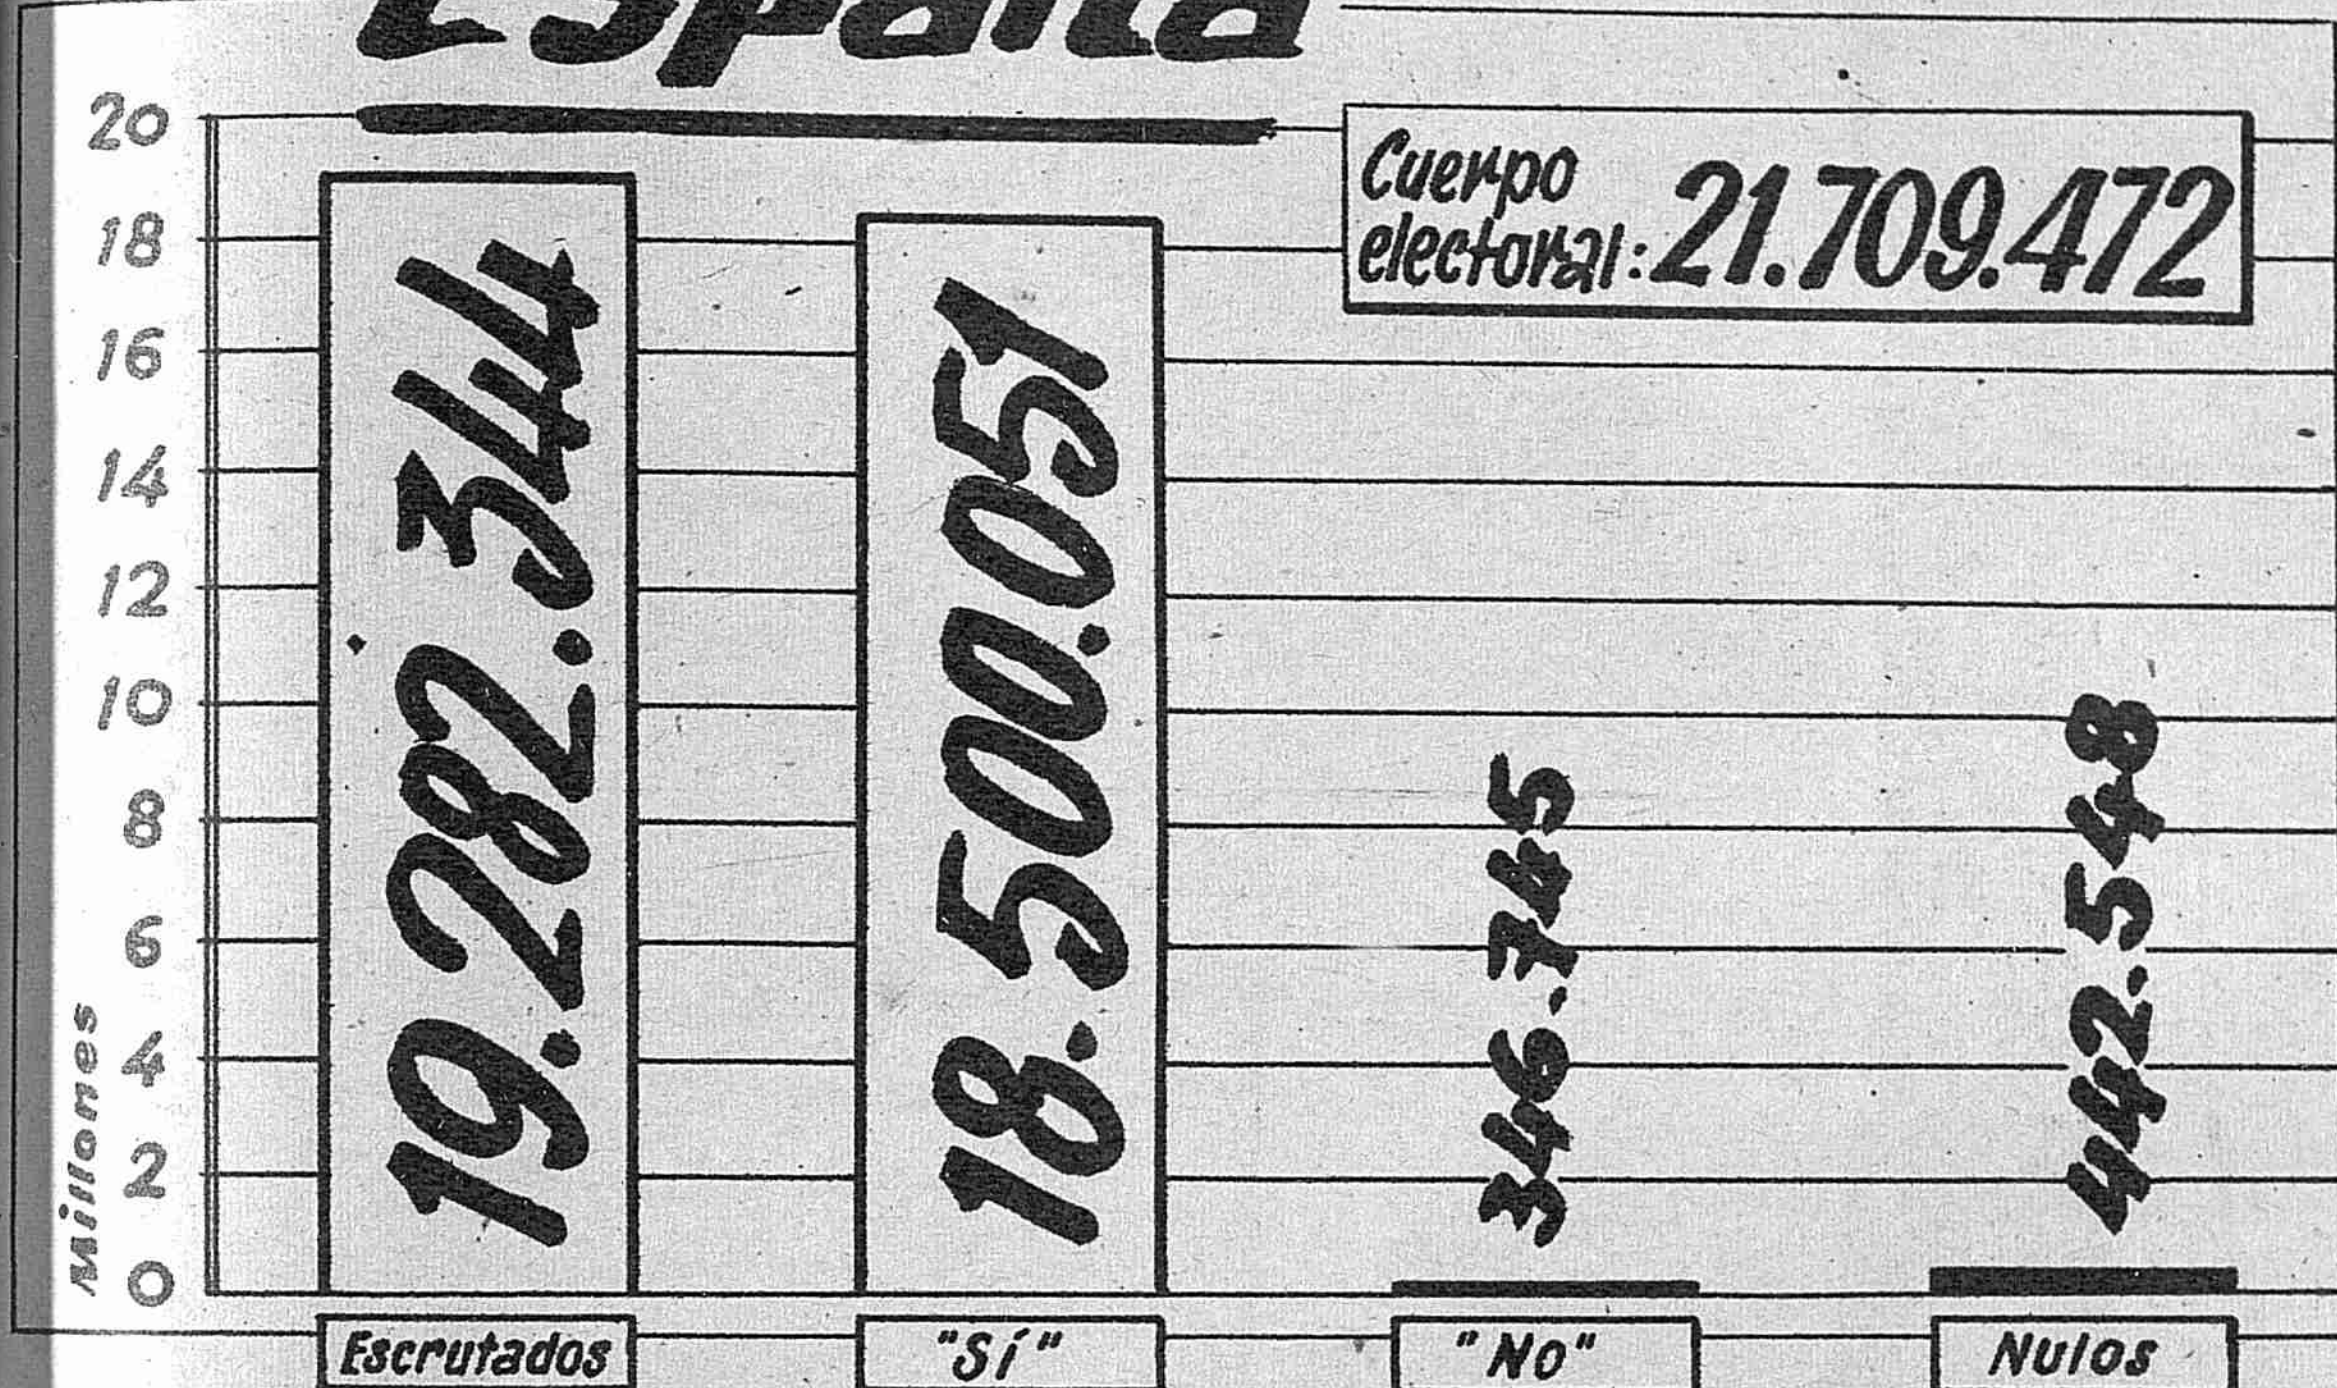 España
20
Cuerpo
electoral: 21.709.472
18
16
14
12
10
8
6
4
2
0
Millones
19.282.344
18.500.051
346.745
442.548
Escrutados
"Sí"
"No"
Nulos